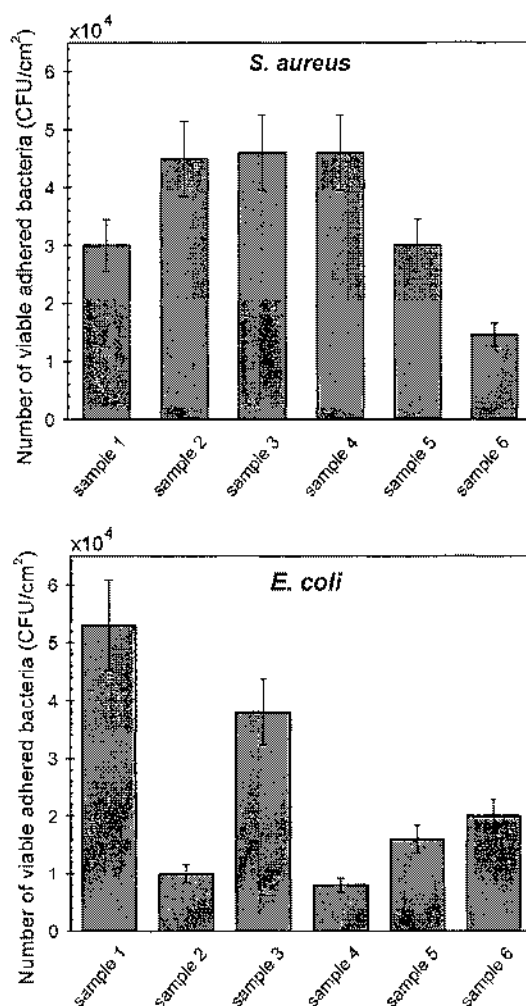 ×10⁴
S. aureus
Number of viable adhered bacteria (CFU/cm²)
6
5
4
3
2
1
0
sample 1
sample 2
sample 3
sample 4
sample 5
sample 6
×10⁴
E. coli
Number of viable adhered bacteria (CFU/cm²)
6
5
4
3
2
1
0
sample 1
sample 2
sample 3
sample 4
sample 5
sample 6